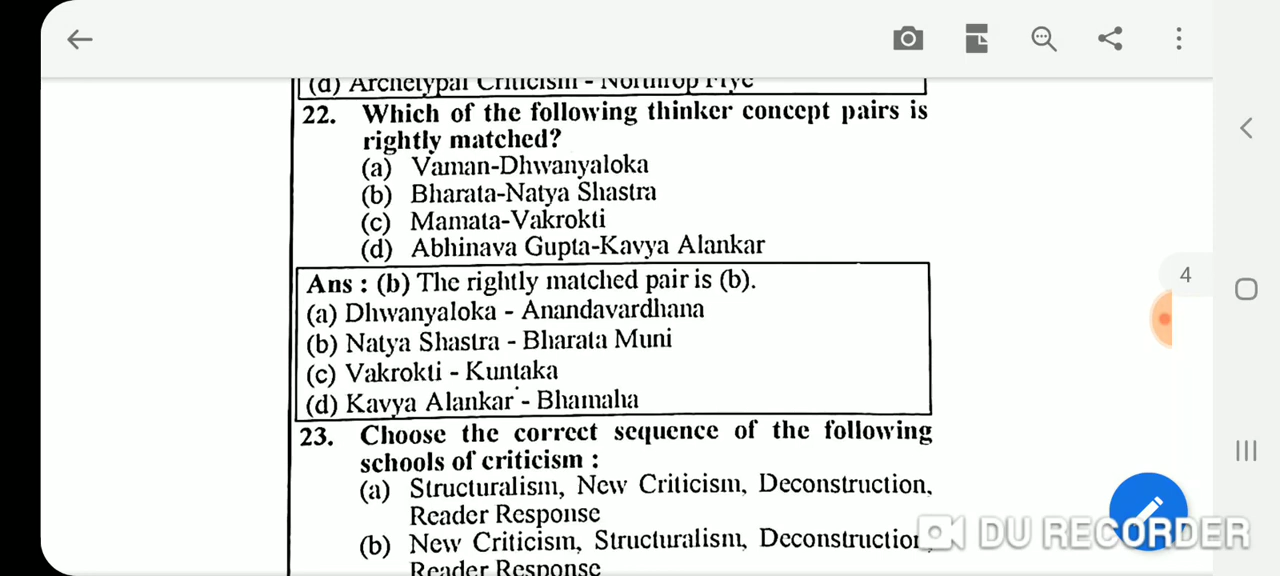 (d) Archetypal Criticism - Northrop Frye
22. Which of the following thinker concept pairs is
rightly matched?
(a) Vaman-Dhwanyaloka
(b) Bharata-Natya Shastra
(c) Mamata-Vakrokti
(d) Abhinava Gupta-Kavya Alankar
Ans : (b) The rightly matched pair is (b).
(a) Dhwanyaloka - Anandavardhana
(b) Natya Shastra - Bharata Muni
(c) Vakrokti - Kuntaka
(d) Kavya Alankar - Bhamaha
23. Choose the correct sequence of the following
schools of criticism :
(a) Structuralism, New Criticism, Deconstruction,
Reader Response
(b) New Criticism, Structuralism, Deconstruction,
Reader Response
4
DU RECORDER